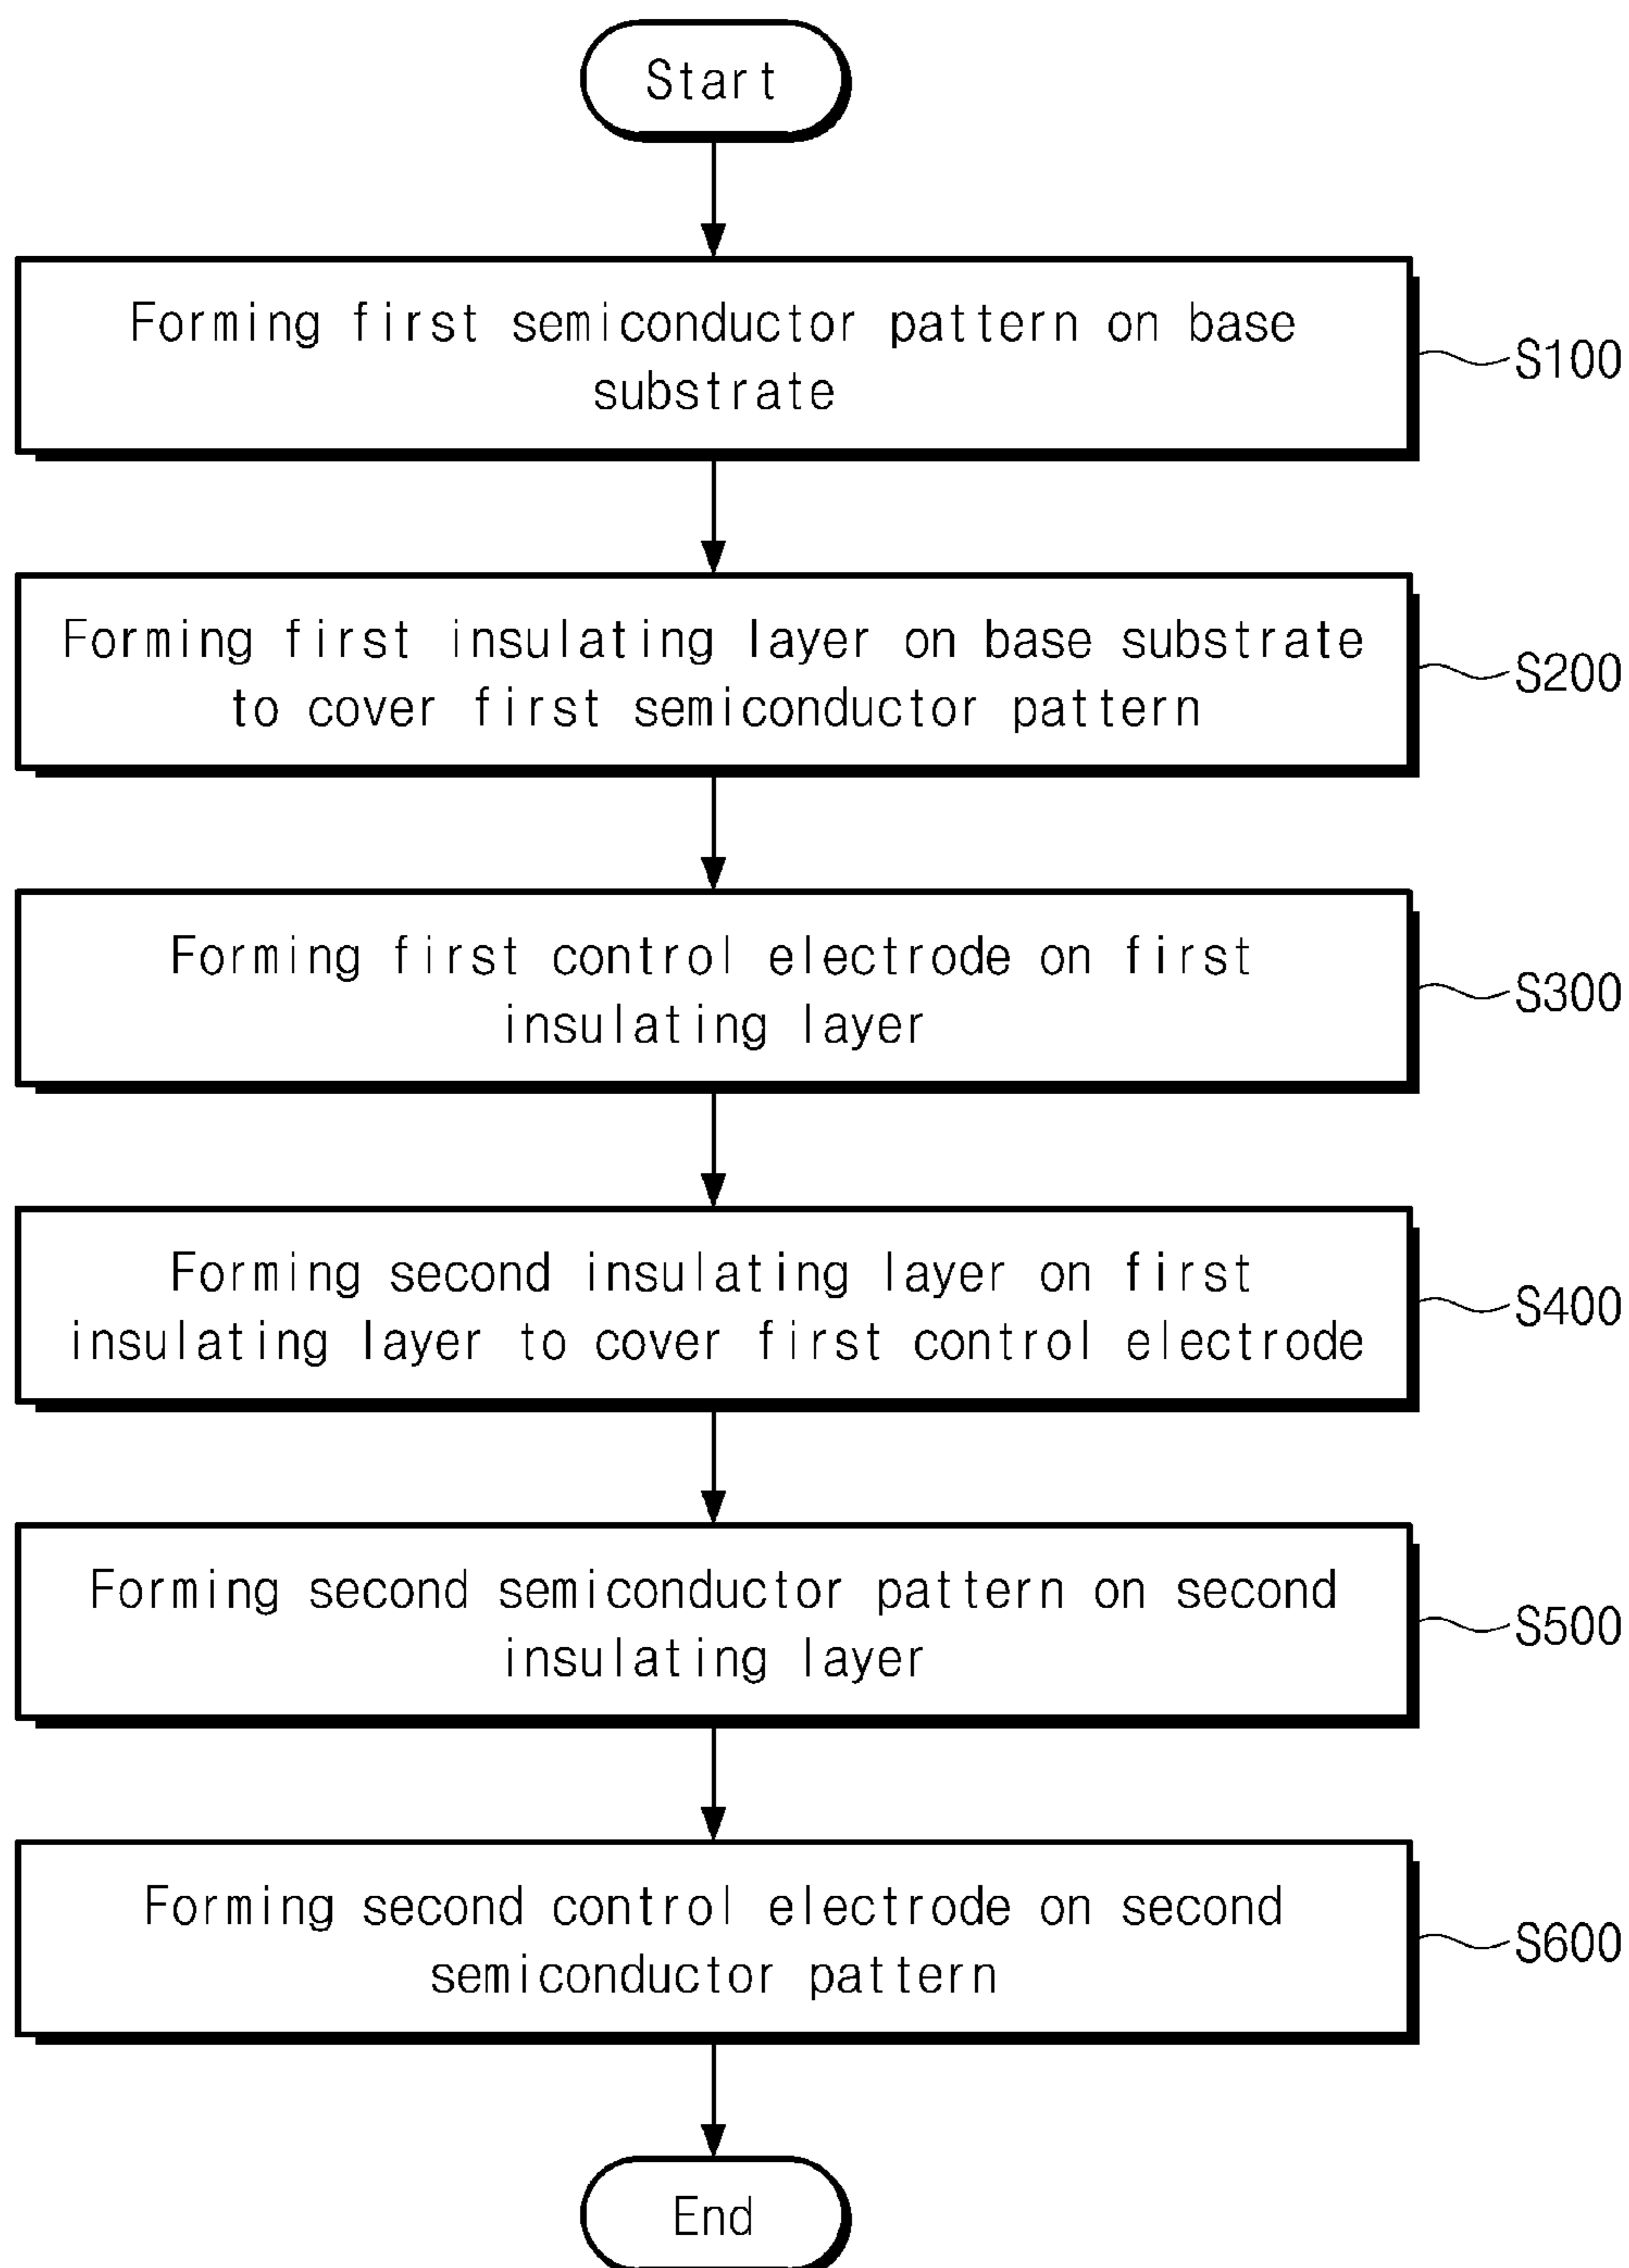 Start
Forming first semiconductor pattern on base
substrate
S100
Forming first insulating layer on base substrate
to cover first semiconductor pattern
S200
Forming first control electrode on first
insulating layer
S300
Forming second insulating layer on first
insulating layer to cover first control electrode
S400
Forming second semiconductor pattern on second
insulating layer
S500
Forming second control electrode on second
semiconductor pattern
S600
End